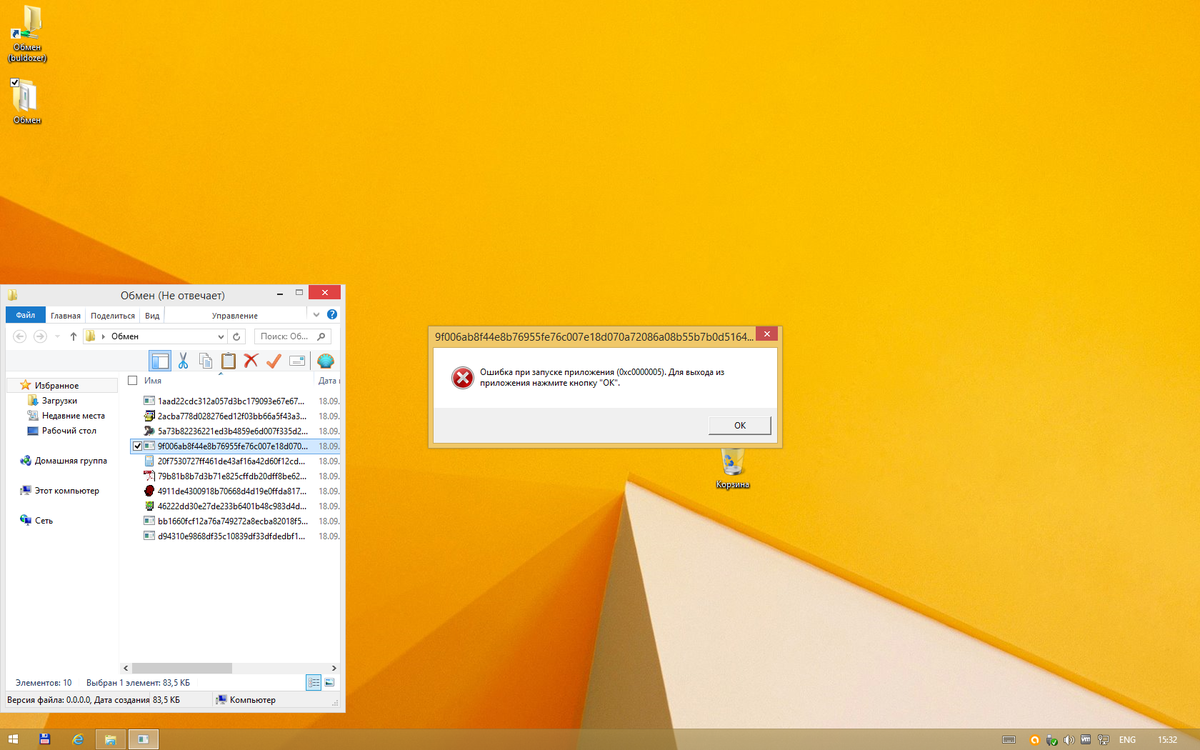 Обмен
(buldozer)
Обмен
Обмен (Не отвечает)
Файл Главная Поделиться Вид Управление
Обмен Поиск: Об...
Имя Дата
Избранное
Загрузки
Недавние места
Рабочий стол
Домашняя группа
Этот компьютер
Сеть
1aad22cdc312a057d3bc179093e67e67... 18.09.
2acba778d028276ed12f03bb66a5f43a3... 18.09.
5a73b82236221ed3b4859e6d007f335d2... 18.09.
9f006ab8f44e8b76955fe76c007e18d070... 18.09.
20f7530727ff461de43af16a42d60f12cd... 18.09.
79b81b8b7d3b71e825cffdb20dff8be62... 18.09.
4911de4300918b70668d4d19e0ffda817... 18.09.
46222dd30e27de233b6401b48c983d4d... 18.09.
bb1660fcf12a76a749272a8ecba82018f5... 18.09.
d94310e9868df35c10839df33dfdedbf1... 18.09.
Элементов: 10 Выбран 1 элемент: 83,5 КБ
Версия файла: 0.0.0.0, Дата создания 83,5 КБ Компьютер
9f006ab8f44e8b76955fe76c007e18d070a72086a08b55b7b0d5164...
Ошибка при запуске приложения (0xc0000005). Для выхода из
приложения нажмите кнопку "ОК".
ОК
Корзина
ENG 15:32